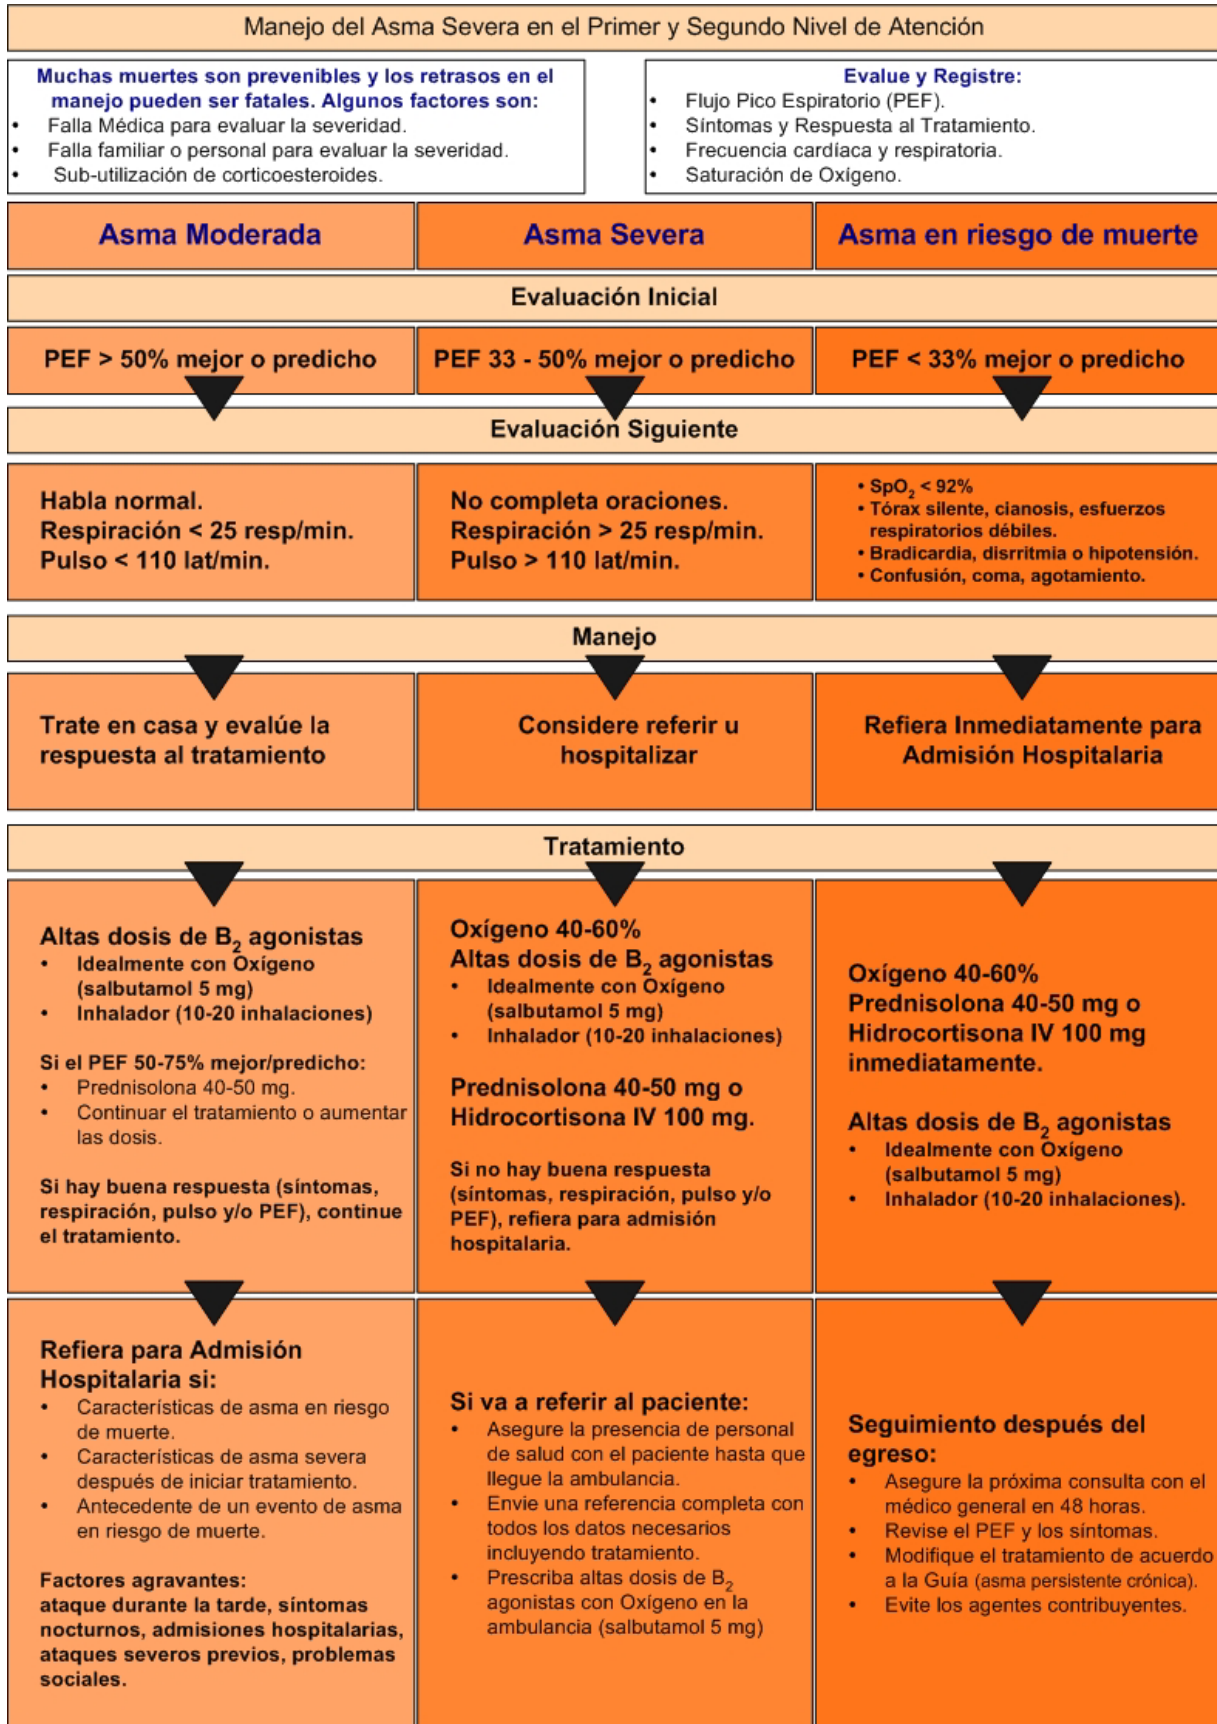 Manejo del Asma Severa en el Primer y Segundo Nivel de Atención
Muchas muertes son prevenibles y los retrasos en el
manejo pueden ser fatales. Algunos factores son:
• Falla Médica para evaluar la severidad.
• Falla familiar o personal para evaluar la severidad.
• Sub-utilización de corticoesteroides.
Evalue y Registre:
• Flujo Pico Espiratorio (PEF).
• Síntomas y Respuesta al Tratamiento.
• Frecuencia cardíaca y respiratoria.
• Saturación de Oxígeno.
Asma Moderada
Asma Severa
Asma en riesgo de muerte
Evaluación Inicial
PEF > 50% mejor o predicho
PEF 33 - 50% mejor o predicho
PEF < 33% mejor o predicho
Evaluación Siguiente
Habla normal.
Respiración < 25 resp/min.
Pulso < 110 lat/min.
No completa oraciones.
Respiración > 25 resp/min.
Pulso > 110 lat/min.
• SpO2 < 92%
• Tórax silente, cianosis, esfuerzos
respiratorios débiles.
• Bradicardia, disrritmia o hipotensión.
• Confusión, coma, agotamiento.
Manejo
Trate en casa y evalúe la
respuesta al tratamiento
Considere referir u
hospitalizar
Refiera Inmediatamente para
Admisión Hospitalaria
Tratamiento
Altas dosis de B2 agonistas
• Idealmente con Oxígeno
(salbutamol 5 mg)
• Inhalador (10-20 inhalaciones)
Si el PEF 50-75% mejor/predicho:
• Prednisolona 40-50 mg.
• Continuar el tratamiento o aumentar
las dosis.
Si hay buena respuesta (síntomas,
respiración, pulso y/o PEF), continue
el tratamiento.
Oxígeno 40-60%
Altas dosis de B2 agonistas
• Idealmente con Oxígeno
(salbutamol 5 mg)
• Inhalador (10-20 inhalaciones)
Prednisolona 40-50 mg o
Hidrocortisona IV 100 mg.
Si no hay buena respuesta
(síntomas, respiración, pulso y/o
PEF), refiera para admisión
hospitalaria.
Oxígeno 40-60%
Prednisolona 40-50 mg o
Hidrocortisona IV 100 mg
inmediatamente.
Altas dosis de B2 agonistas
• Idealmente con Oxígeno
(salbutamol 5 mg)
• Inhalador (10-20 inhalaciones).
Refiera para Admisión
Hospitalaria si:
• Características de asma en riesgo
de muerte.
• Características de asma severa
después de iniciar tratamiento.
• Antecedente de un evento de asma
en riesgo de muerte.
Factores agravantes:
ataque durante la tarde, síntomas
nocturnos, admisiones hospitalarias,
ataques severos previos, problemas
sociales.
Si va a referir al paciente:
• Asegure la presencia de personal
de salud con el paciente hasta que
llegue la ambulancia.
• Envie una referencia completa con
todos los datos necesarios
incluyendo tratamiento.
• Prescriba altas dosis de B2
agonistas con Oxígeno en la
ambulancia (salbutamol 5 mg)
Seguimiento después del
egreso:
• Asegure la próxima consulta con el
médico general en 48 horas.
• Revise el PEF y los síntomas.
• Modifique el tratamiento de acuerdo
a la Guía (asma persistente crónica).
• Evite los agentes contribuyentes.